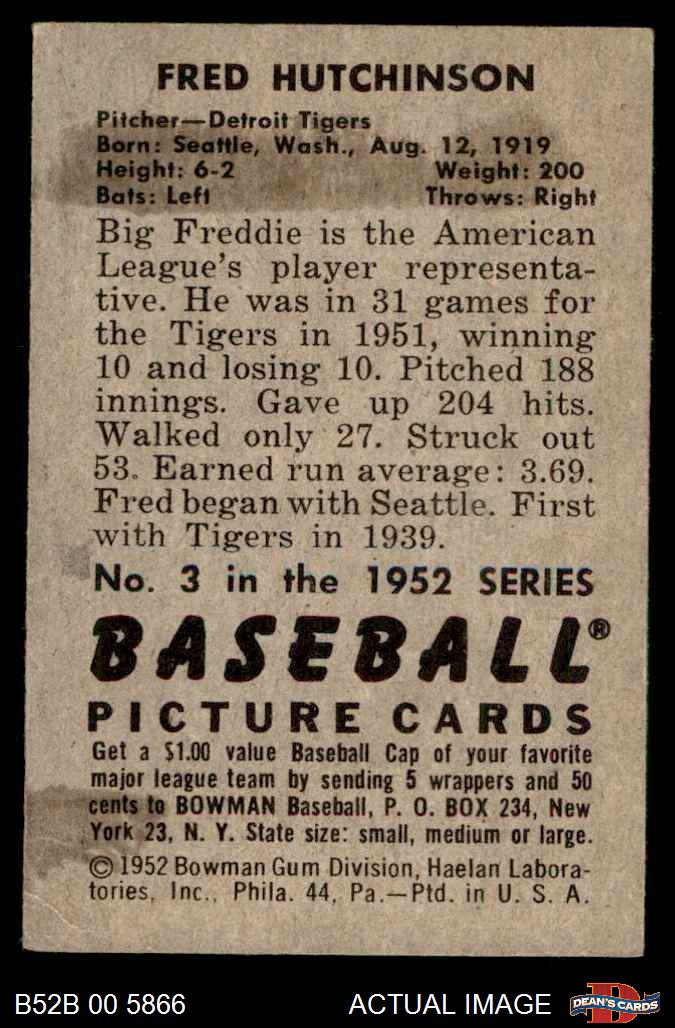 FRED HUTCHINSON
Pitcher—Detroit Tigers
Born: Seattle, Wash., Aug. 12, 1919
Height: 6-2 Weight: 200
Bats: Left Throws: Right
Big Freddie is the American
League's player representa-
tive. He was in 31 games for
the Tigers in 1951, winning
10 and losing 10. Pitched 188
innings. Gave up 204 hits.
Walked only 27. Struck out
53. Earned run average: 3.69.
Fred began with Seattle. First
with Tigers in 1939.
No. 3 in the 1952 SERIES
BASEBALL®
PICTURE CARDS
Get a $1.00 value Baseball Cap of your favorite
major league team by sending 5 wrappers and 50
cents to BOWMAN Baseball, P. O. BOX 234, New
York 23, N. Y. State size: small, medium or large.
© 1952 Bowman Gum Division, Haelan Labora-
tories, Inc., Phila. 44, Pa.—Ptd. in U. S. A.
B52B 00 5866 ACTUAL IMAGE D DEAN'S CARDS